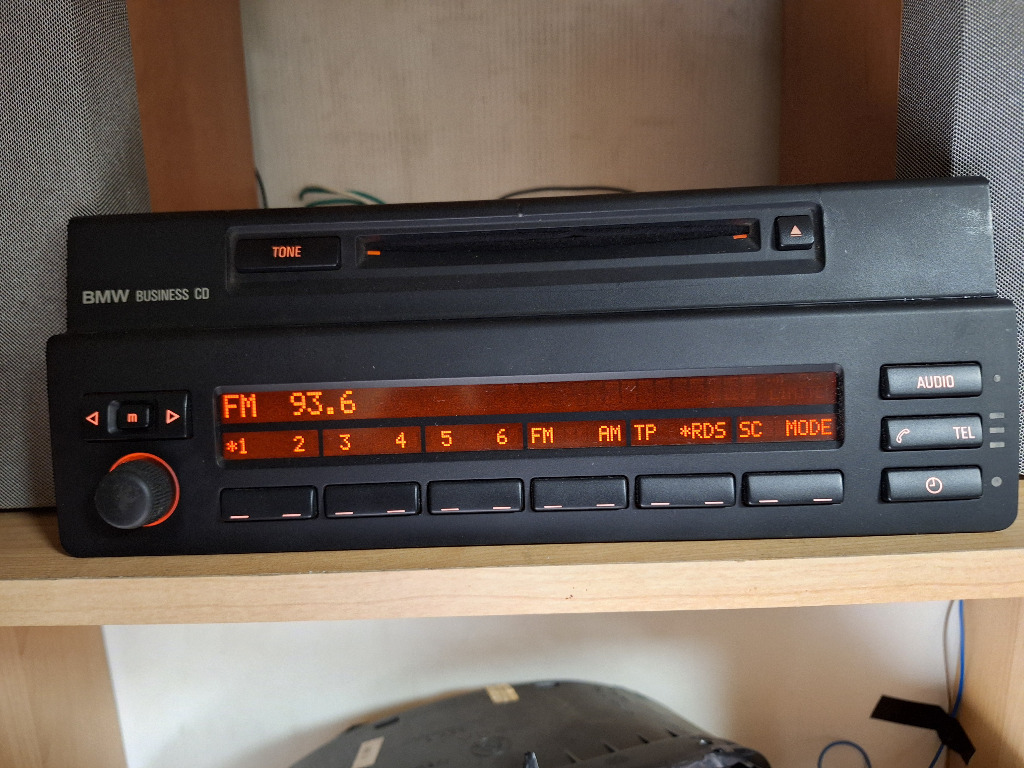 TONE
BMW BUSINESS CD
FM 93.6
*1 2 3 4 5 6 FM AM TP *RDS SC MODE
m
AUDIO
TEL